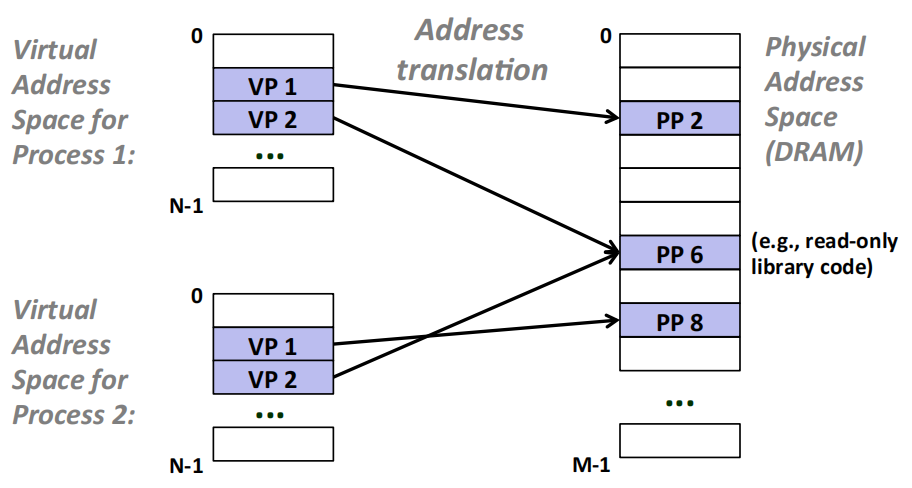 Virtual
Address
Space for
Process 1:
0
VP 1
VP 2
...
N-1
Address
translation
0
PP 2
PP 6
PP 8
...
M-1
Physical
Address
Space
(DRAM)
(e.g., read-only
library code)
Virtual
Address
Space for
Process 2:
0
VP 1
VP 2
...
N-1